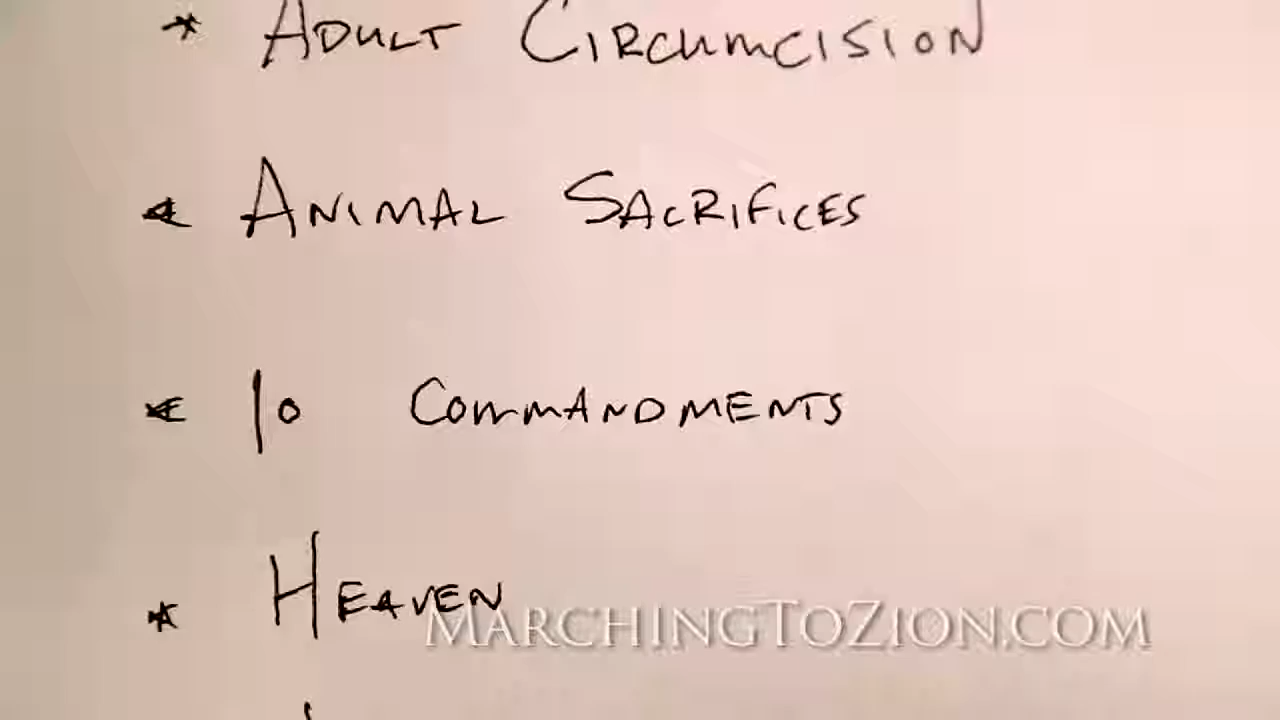 * Adult Circumcision
* Animal Sacrifices
* 10 Commandments
* Heaven
MarchingToZion.com